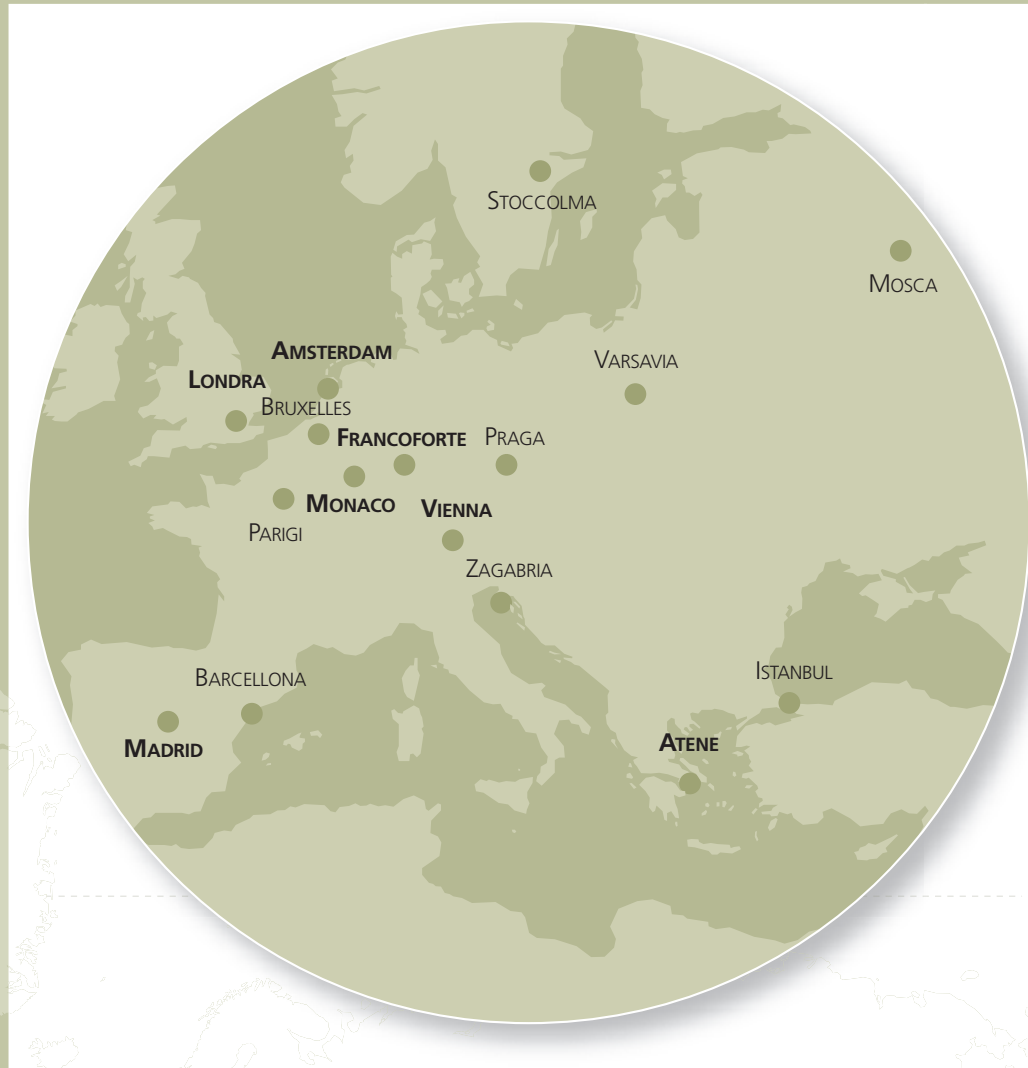 STOCCOLMA
MOSCA
AMSTERDAM
VARSAVIA
LONDRA
BRUXELLES
FRANCOFORTE
PRAGA
MONACO
VIENNA
PARIGI
ZAGABRIA
BARCELLONA
ISTANBUL
MADRID
ATENE